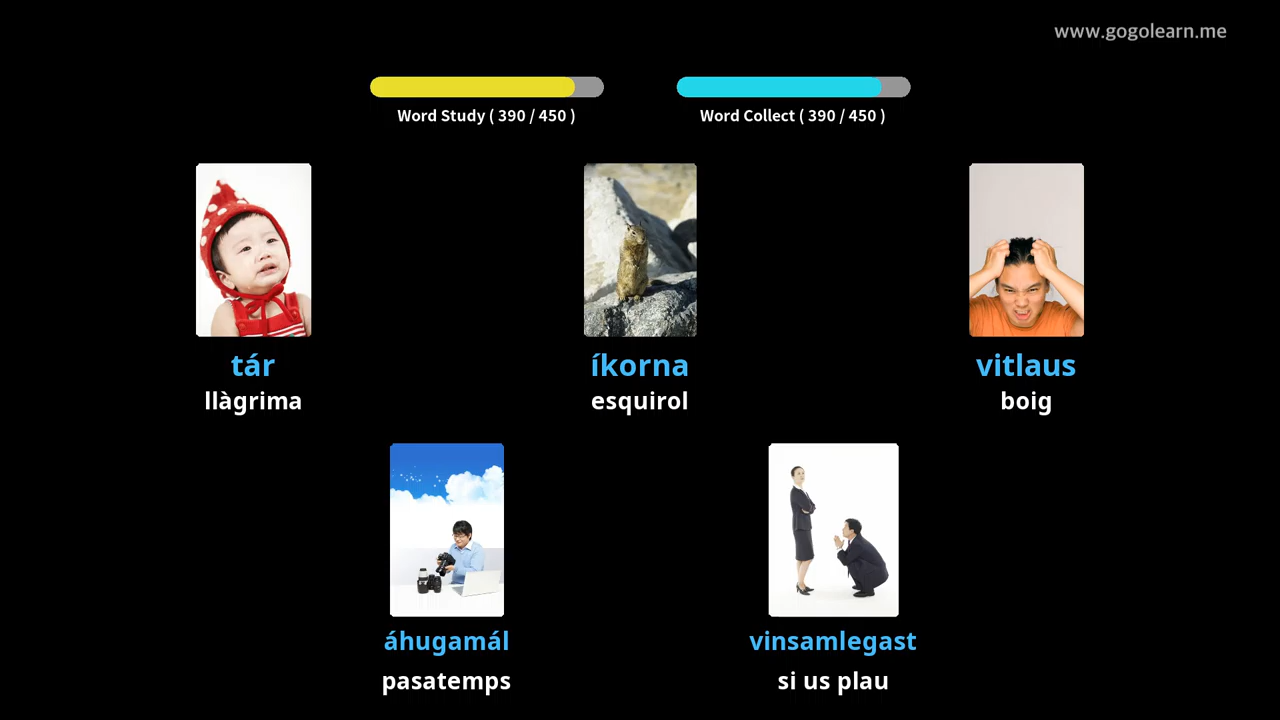 www.gogolearn.me
Word Study ( 390 / 450 )
Word Collect ( 390 / 450 )
tár
llàgrima
íkorna
esquirol
vitlaus
boig
áhugamál
pasatemps
vinsamlegast
si us plau